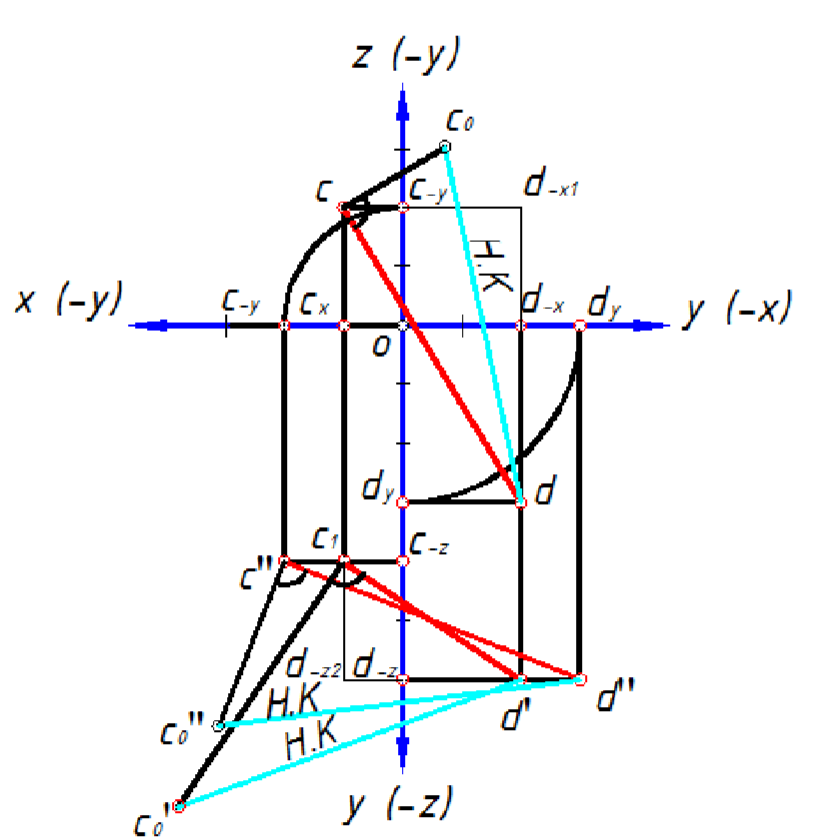 z (-y)
c₀
c
c-y
d-x1
H.K
x (-y)
c-y
cx
o
d-x
dy
y (-x)
dy
d
c"
c₁
c-z
d-z2
d-z
d'
d"
H.K
c₀"
H.K
c₀'
y (-z)